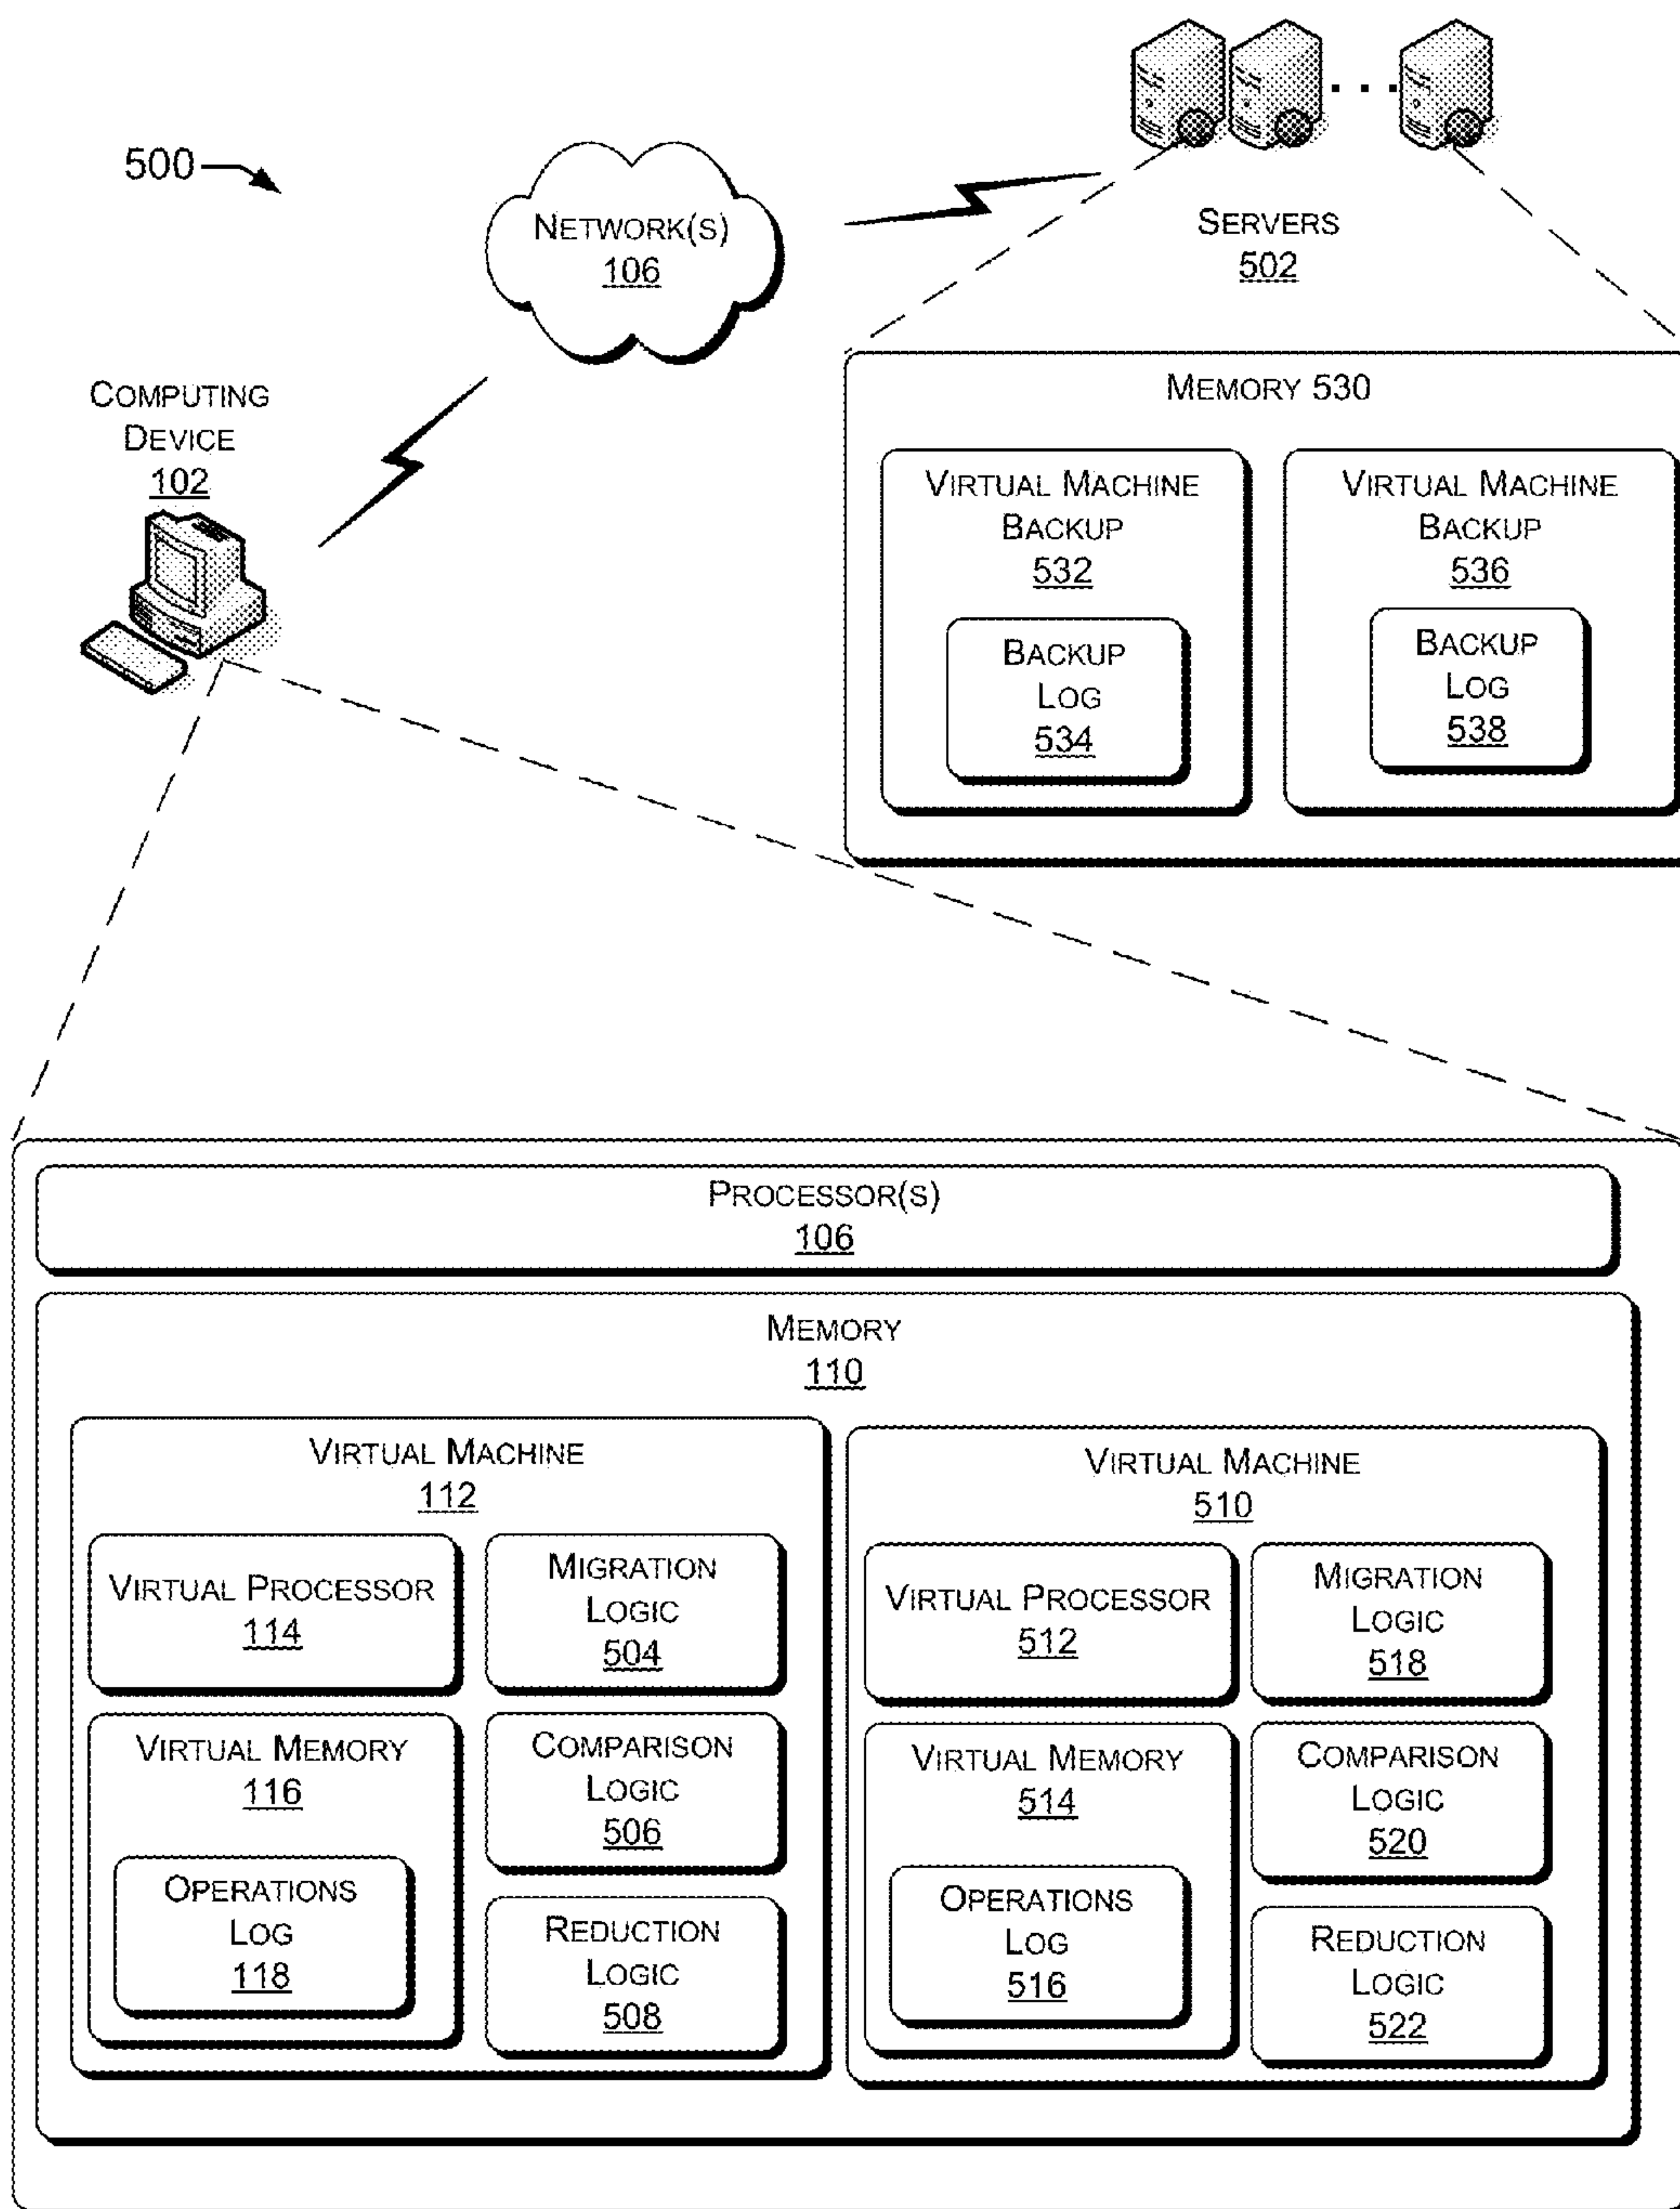 500
NETWORK(S)
106
SERVERS
502
COMPUTING
DEVICE
102
MEMORY 530
VIRTUAL MACHINE
BACKUP
532
BACKUP
LOG
534
VIRTUAL MACHINE
BACKUP
536
BACKUP
LOG
538
PROCESSOR(S)
106
MEMORY
110
VIRTUAL MACHINE
112
VIRTUAL PROCESSOR
114
MIGRATION
LOGIC
504
VIRTUAL MEMORY
116
OPERATIONS
LOG
118
COMPARISON
LOGIC
506
REDUCTION
LOGIC
508
VIRTUAL MACHINE
510
VIRTUAL PROCESSOR
512
MIGRATION
LOGIC
518
VIRTUAL MEMORY
514
OPERATIONS
LOG
516
COMPARISON
LOGIC
520
REDUCTION
LOGIC
522